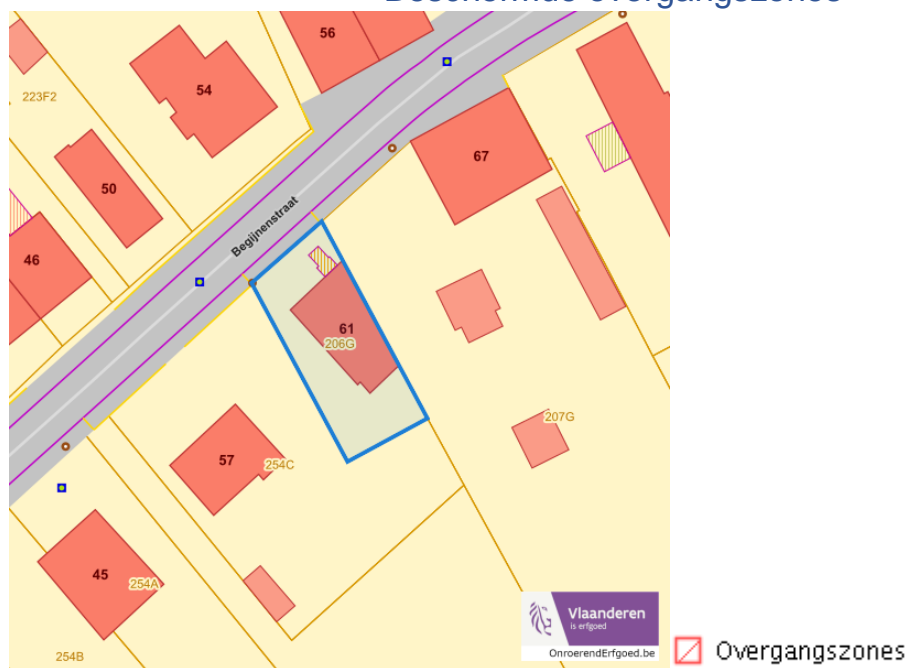 Beschermde overgangszones
56
54
223F2
67
50
Begijnenstraat
46
61
206G
207G
57
254C
45
254A
254B
Vlaanderen
is erfgoed
OnroerendErfgoed.be
Overgangszones